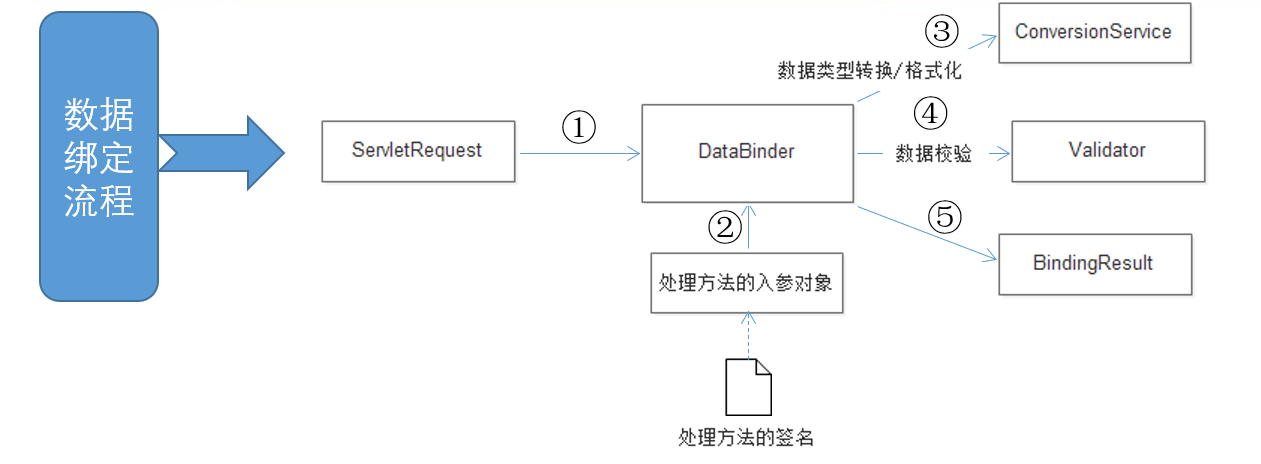 数据
绑定
流程
ServletRequest
①
DataBinder
②
处理方法的入参对象
处理方法的签名
③
数据类型转换/格式化
ConversionService
④
数据校验
Validator
⑤
BindingResult